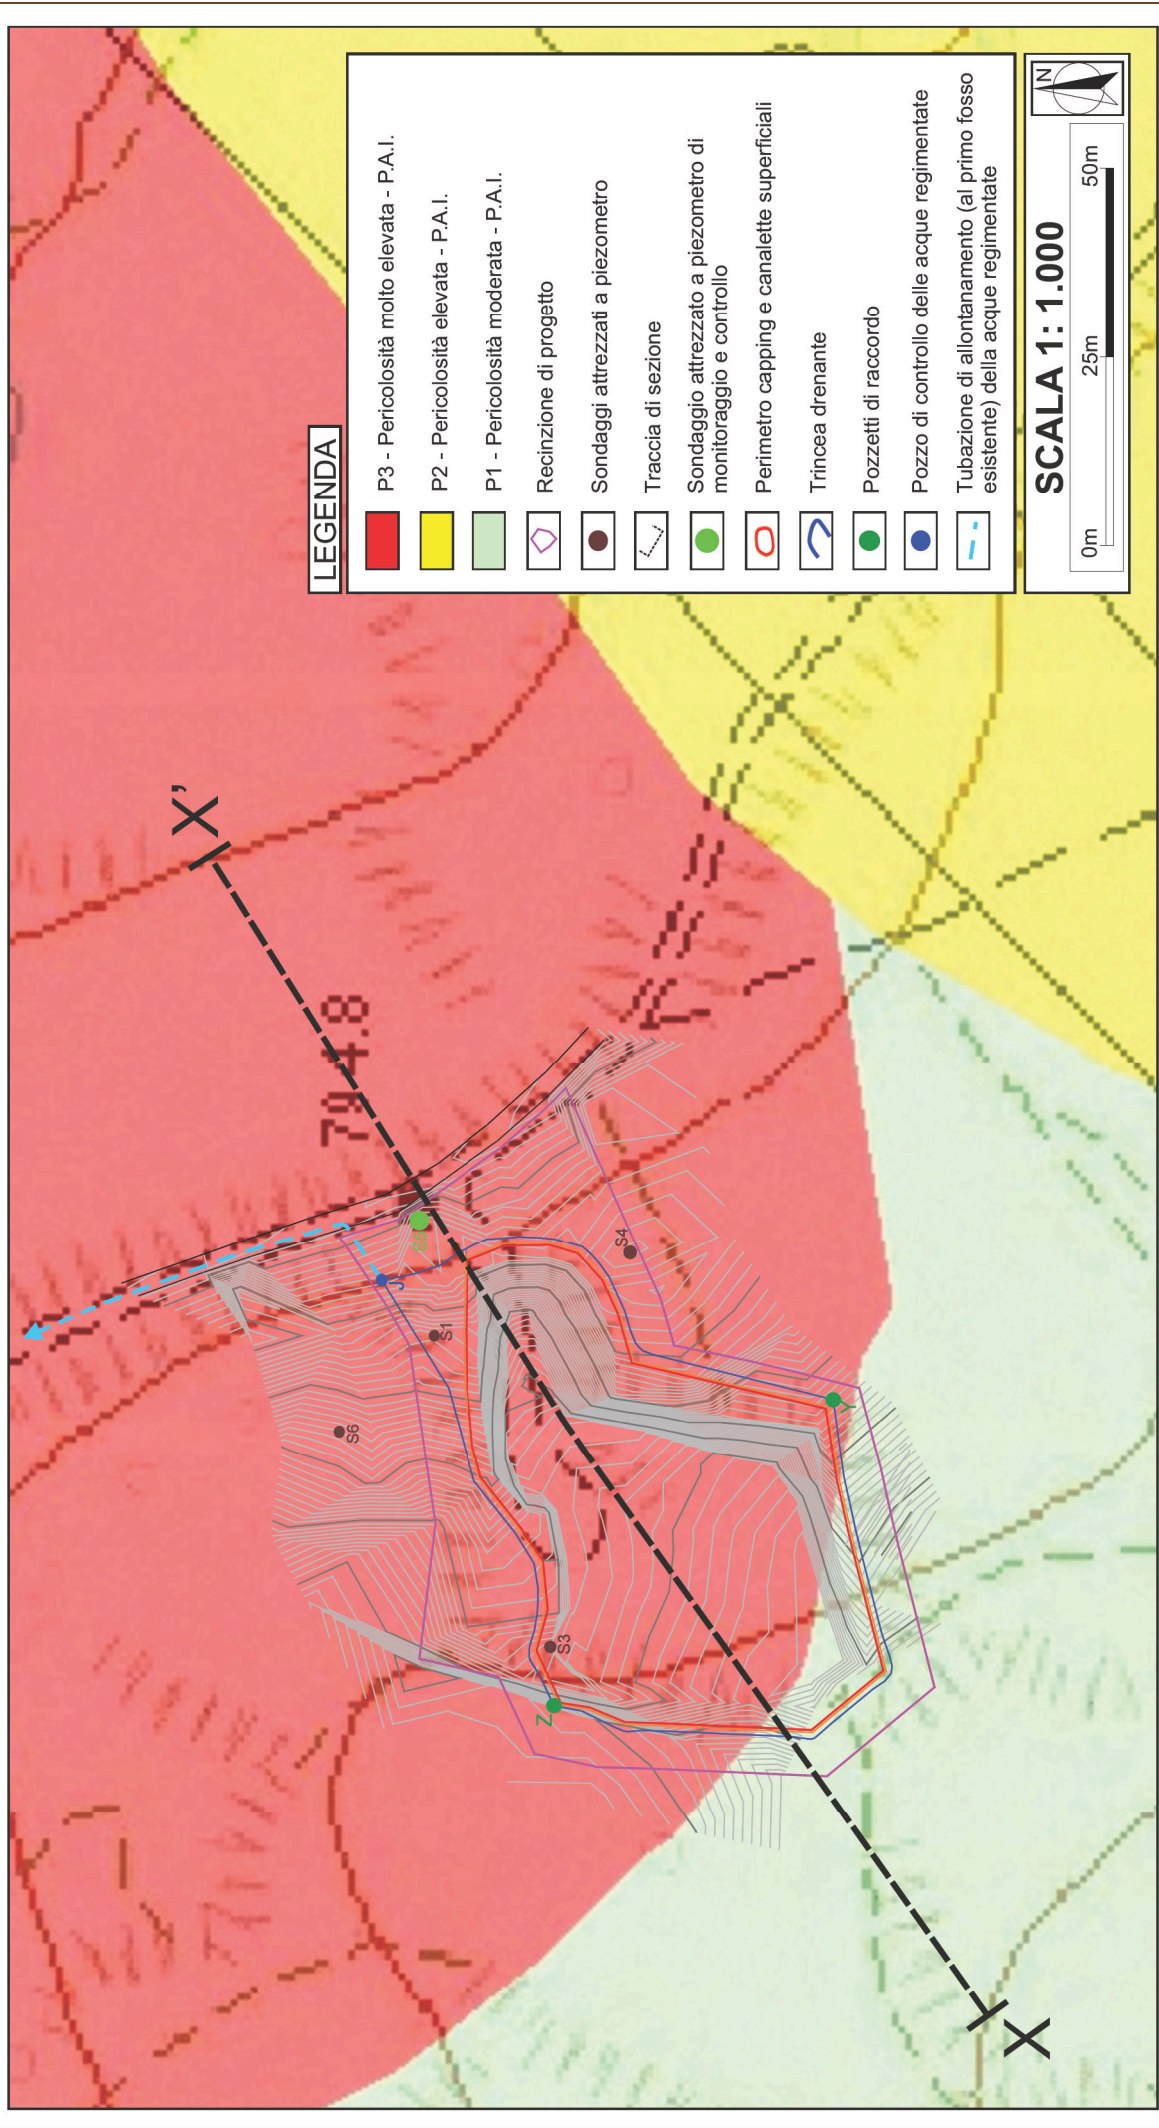 LEGENDA
P3 - Pericolosità molto elevata - P.A.I.
P2 - Pericolosità elevata - P.A.I.
P1 - Pericolosità moderata - P.A.I.
Recinzione di progetto
Sondaggi attrezzati a piezometro
Traccia di sezione
Sondaggio attrezzato a piezometro di
monitoraggio e controllo
Perimetro capping e canalette superficiali
Trincea drenante
Pozzetti di raccordo
Pozzo di controllo delle acque regimentate
Tubazione di allontanamento (al primo fosso
esistente) della acque regimentate
SCALA 1: 1.000
0m 25m 50m
N
X'
794.8
S5
J
S1
S4
S6
S3
Z
Y
X